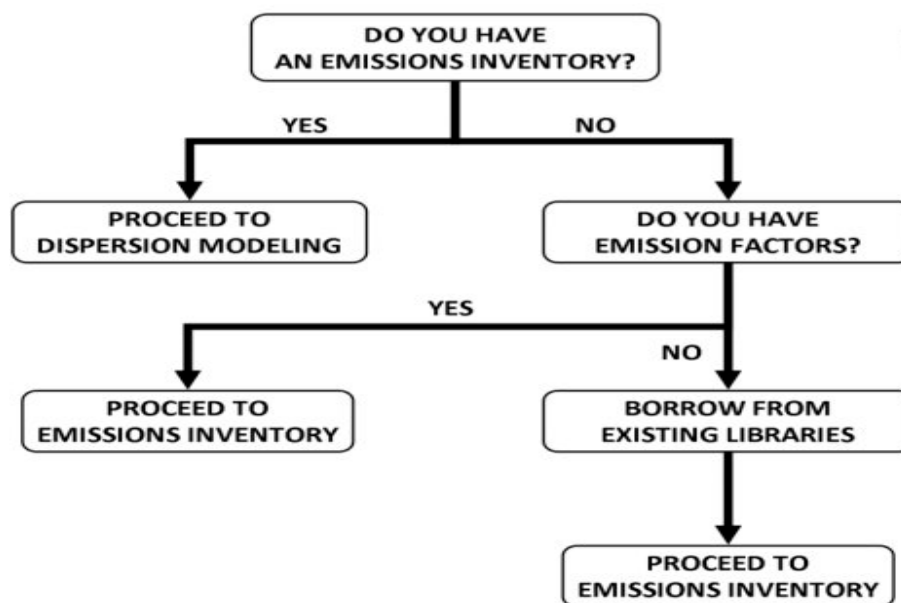 DO YOU HAVE
AN EMISSIONS INVENTORY?
YES
NO
PROCEED TO
DISPERSION MODELING
DO YOU HAVE
EMISSION FACTORS?
YES
NO
PROCEED TO
EMISSIONS INVENTORY
BORROW FROM
EXISTING LIBRARIES
PROCEED TO
EMISSIONS INVENTORY